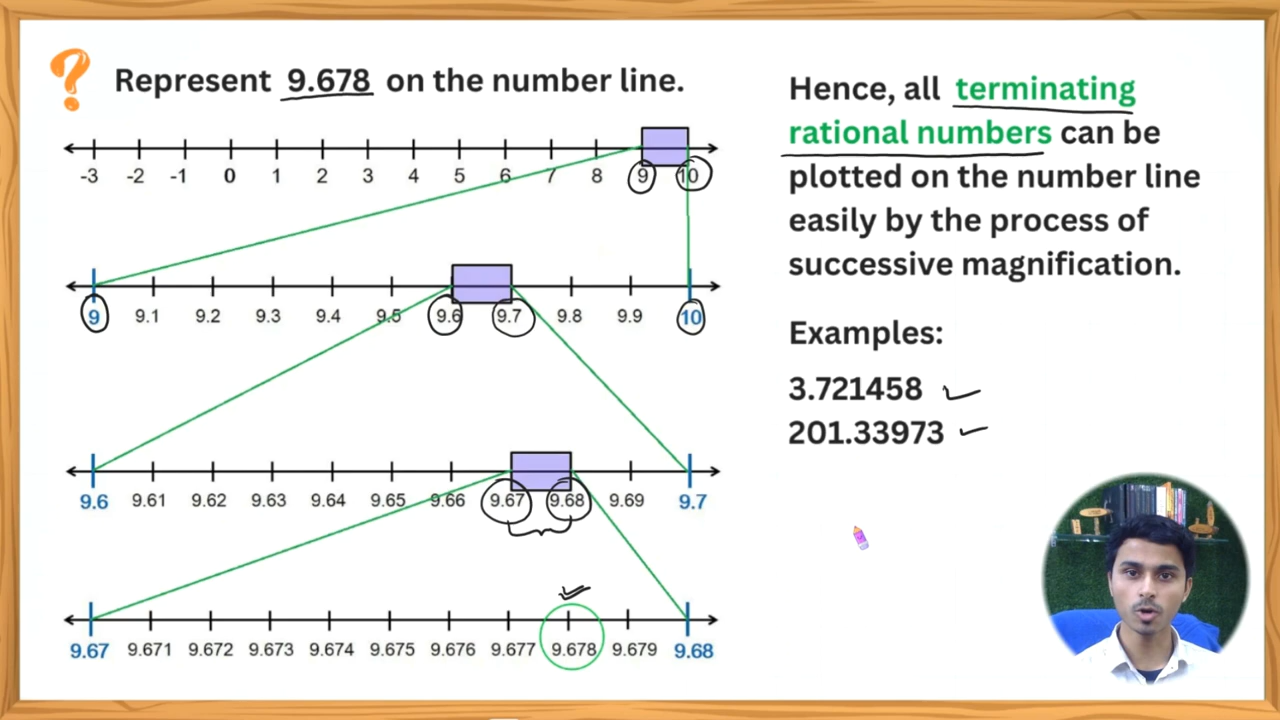 Represent 9.678 on the number line.
-3 -2 -1 0 1 2 3 4 5 6 7 8 9 10
9 9.1 9.2 9.3 9.4 9.5 9.6 9.7 9.8 9.9 10
9.6 9.61 9.62 9.63 9.64 9.65 9.66 9.67 9.68 9.69 9.7
9.67 9.671 9.672 9.673 9.674 9.675 9.676 9.677 9.678 9.679 9.68
Hence, all terminating
rational numbers can be
plotted on the number line
easily by the process of
successive magnification.
Examples:
3.721458
201.33973